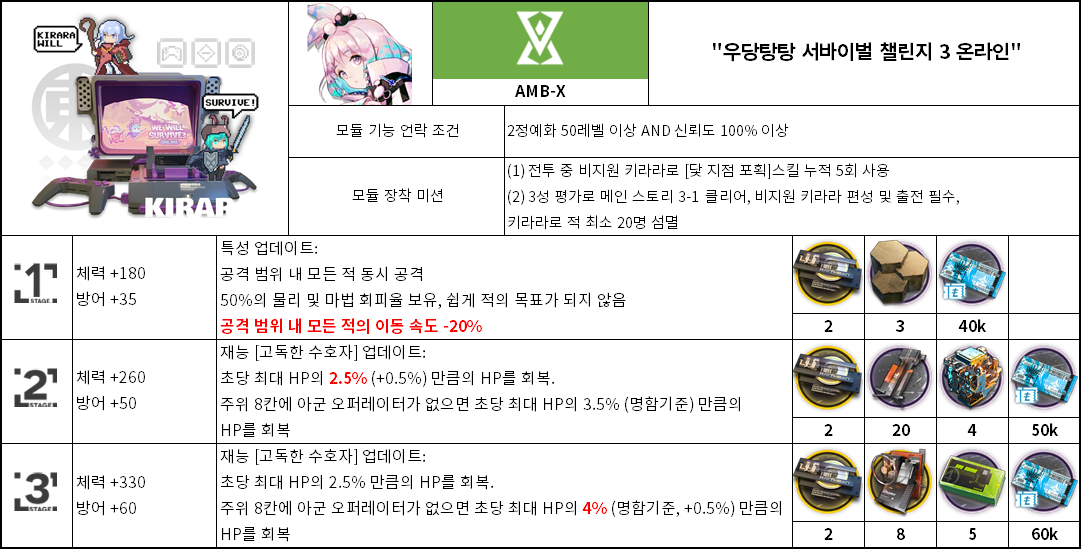 KIRARA
WILL
SURVIVE!
WE WILL
SURVIVE3
KIRAR
AMB-X
"우당탕탕 서바이벌 챌린지 3 온라인"
모듈 기능 언락 조건
2정예화 50레벨 이상 AND 신뢰도 100% 이상
모듈 장착 미션
(1) 전투 중 비지원 키라라로 [닻 지점 포획]스킬 누적 5회 사용
(2) 3성 평가로 메인 스토리 3-1 클리어, 비지원 키라라 편성 및 출전 필수,
키라라로 적 최소 20명 섬멸
1
STAGE
체력 +180
방어 +35
특성 업데이트:
공격 범위 내 모든 적 동시 공격
50%의 물리 및 마법 회피율 보유, 쉽게 적의 목표가 되지 않음
공격 범위 내 모든 적의 이동 속도 -20%
2
3
40k
2
STAGE
체력 +260
방어 +50
재능 [고독한 수호자] 업데이트:
초당 최대 HP의 2.5% (+0.5%) 만큼의 HP를 회복.
주위 8칸에 아군 오퍼레이터가 없으면 초당 최대 HP의 3.5% (명함기준) 만큼의
HP를 회복
2
20
4
50k
3
STAGE
체력 +330
방어 +60
재능 [고독한 수호자] 업데이트:
초당 최대 HP의 2.5% 만큼의 HP를 회복.
주위 8칸에 아군 오퍼레이터가 없으면 초당 최대 HP의 4% (명함기준, +0.5%) 만큼의
HP를 회복
2
8
5
60k